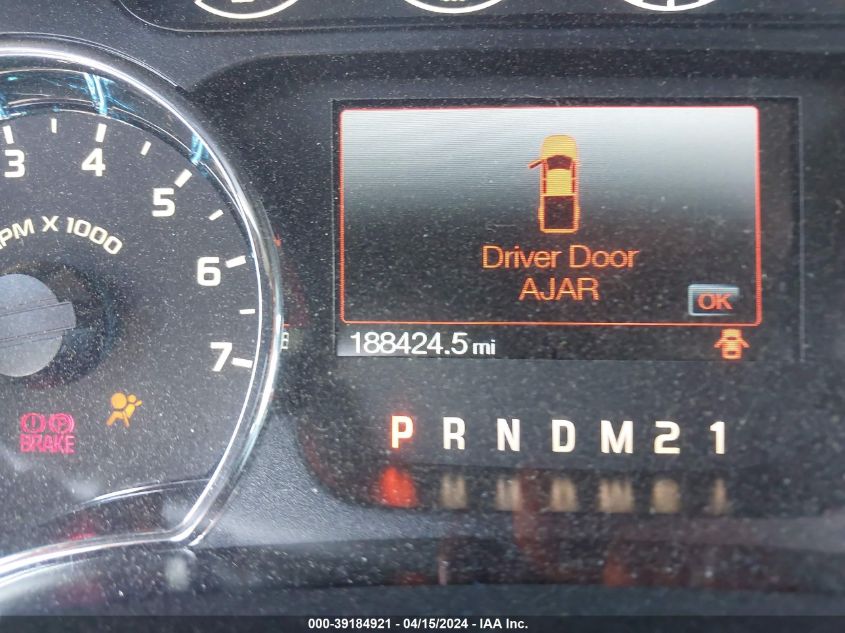 3 4
5
PM X 1000
6
7
Driver Door
AJAR
OK
188424.5 mi
BRAKE
P R N D M 2 1
000-39184921 - 04/15/2024 - IAA Inc.